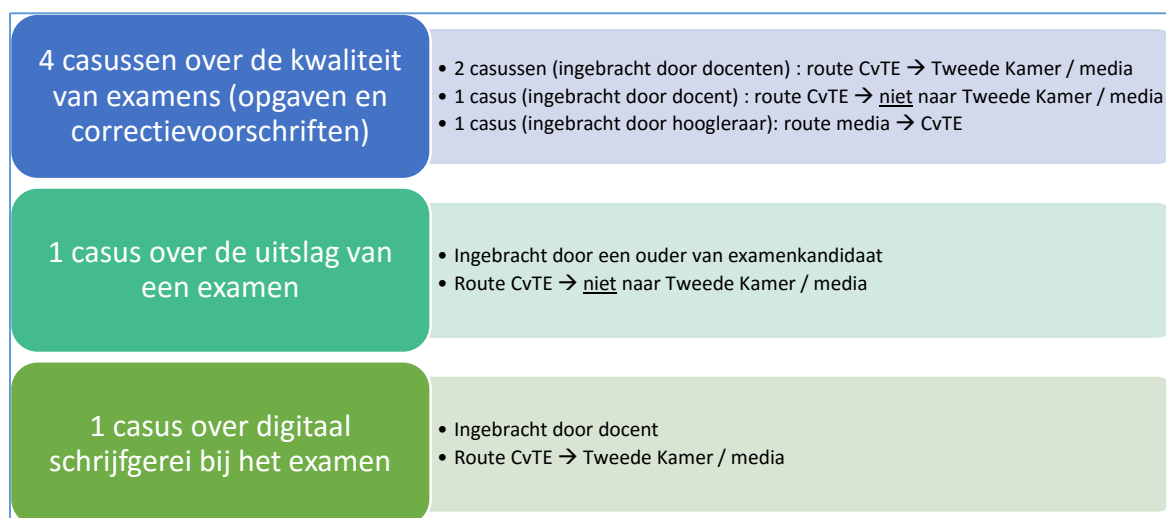 4 casussen over de kwaliteit
van examens (opgaven en
correctievoorschriften)
• 2 casussen (ingebracht door docenten) : route CvTE → Tweede Kamer / media
• 1 casus (ingebracht door docent) : route CvTE → niet naar Tweede Kamer / media
• 1 casus (ingebracht door hoogleraar): route media → CvTE
1 casus over de uitslag van
een examen
• Ingebracht door een ouder van examenkandidaat
• Route CvTE → niet naar Tweede Kamer / media
1 casus over digitaal
schrijfgerei bij het examen
• Ingebracht door docent
• Route CvTE → Tweede Kamer / media